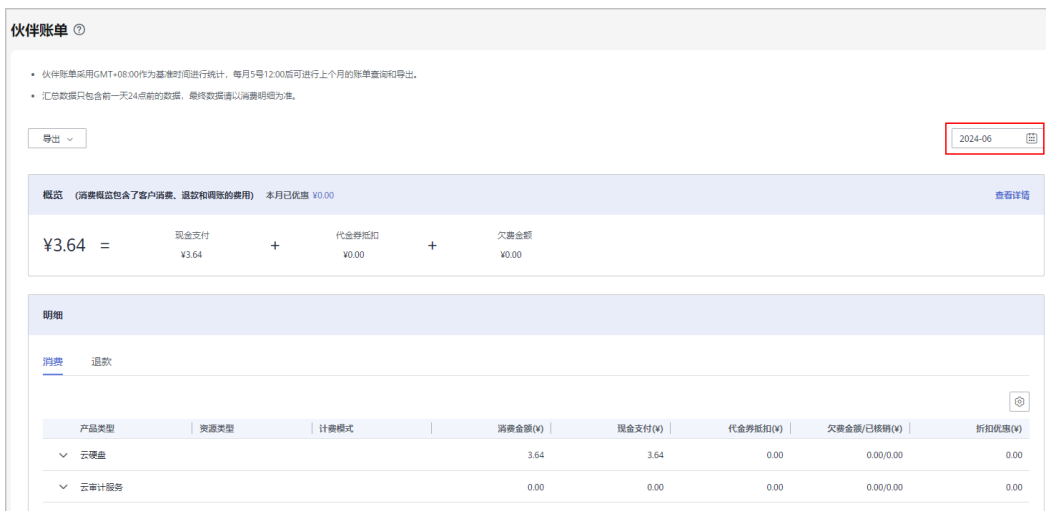 伙伴账单
伙伴账单采用GMT+08:00作为基准时间进行统计，每月5号12:00后可进行上个月的账单查询和导出。
汇总数据只包含前一天24点前的数据，最终数据请以消费明细为准。
导出
2024-06
概览 （消费概览包含了客户消费、退款和调账的费用） 本月已优惠 ¥0.00 查看详情
现金支付 代金券抵扣 欠费金额
¥3.64 = + +
¥3.64 ¥0.00 ¥0.00
明细
消费 退款
产品类型 资源类型 计费模式 消费金额(¥) 现金支付(¥) 代金券抵扣(¥) 欠费金额/已核销(¥) 折扣优惠(¥)
云硬盘 3.64 3.64 0.00 0.00/0.00 0.00
云审计服务 0.00 0.00 0.00 0.00/0.00 0.00